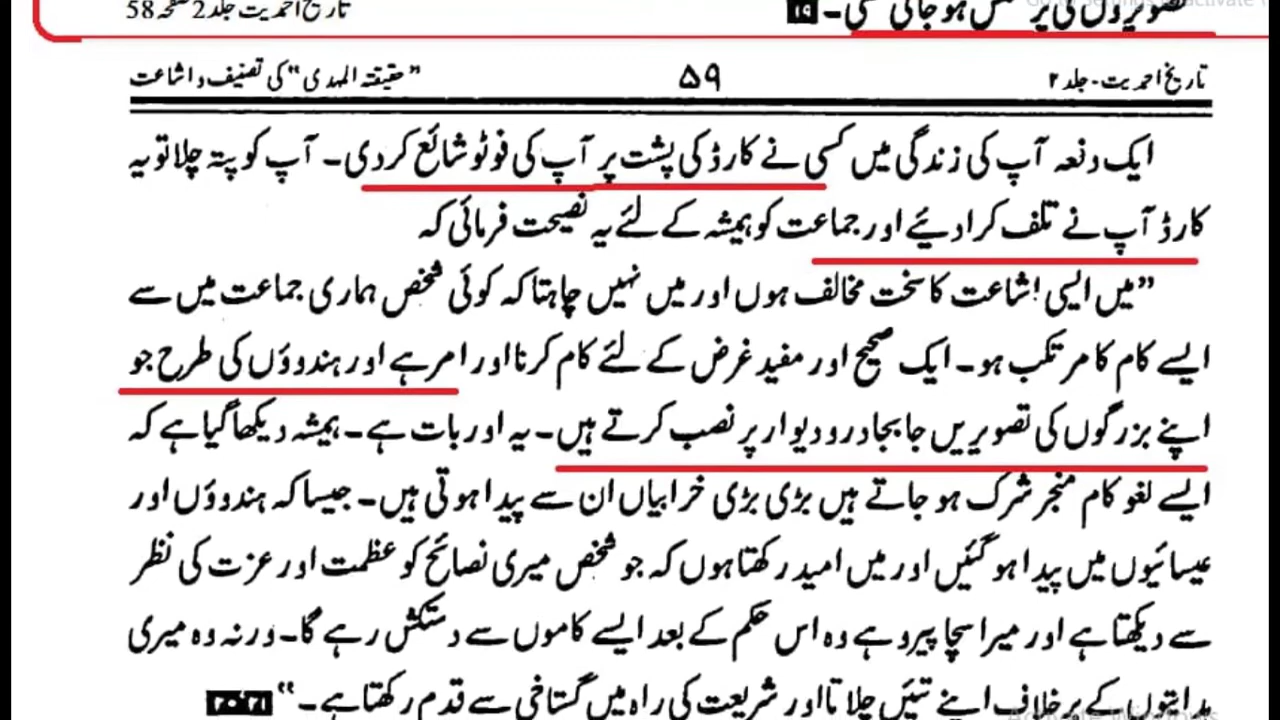 تصویروں کی پرستش ہو جاتی تھی۔ ۱۹
تاریخ احمدیت جلد 2 صفحہ 58
تاریخ احمدیت۔ جلد ۲ ۵۹ "حقیقۃ المہدی" کی تصنیف و اشاعت
ایک دفعہ آپ کی زندگی میں کسی نے کارڈ کی پشت پر آپ کی فوٹو شائع کر دی۔ آپ کو پتہ چلا تو یہ
کارڈ آپ نے تلف کرا دیئے اور جماعت کو ہمیشہ کے لئے یہ نصیحت فرمائی کہ
"میں ایسی اشاعت کا سخت مخالف ہوں اور میں نہیں چاہتا کہ کوئی شخص ہماری جماعت میں سے
ایسے کام کا مرتکب ہو۔ ایک صحیح اور مفید غرض کے لئے کام کرنا اور امر ہے اور ہندوؤں کی طرح جو
اپنے بزرگوں کی تصویریں جابجا در و دیوار پر نصب کرتے ہیں۔ یہ اور بات ہے۔ ہمیشہ دیکھا گیا ہے کہ
ایسے لغو کام منجر شرک ہو جاتے ہیں بڑی بڑی خرابیاں ان سے پیدا ہوتی ہیں۔ جیسا کہ ہندوؤں اور
عیسائیوں میں پیدا ہو گئیں اور میں امید رکھتا ہوں کہ جو شخص میری نصائح کو عظمت اور عزت کی نظر
سے دیکھتا ہے اور میرا سچا پیرو ہے وہ اس حکم کے بعد ایسے کاموں سے دستکش رہے گا۔ ورنہ وہ میری
ہدایتوں کے برخلاف اپنے تئیں چلاتا اور شریعت کی راہ میں گستاخی سے قدم رکھتا ہے۔" ۲۰-۲۱